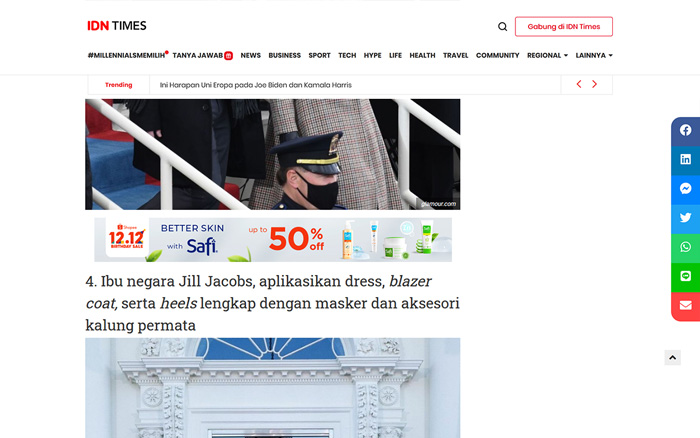 IDN TIMES
Gabung di IDN Times
#MILLENNIALSMEMILIH TANYA JAWAB NEWS BUSINESS SPORT TECH HYPE LIFE HEALTH TRAVEL COMMUNITY REGIONAL LAINNYA
Trending
Ini Harapan Uni Eropa pada Joe Biden dan Kamala Harris
glamour.com
Shopee
12.12
BIRTHDAY SALE
BETTER SKIN
with Safi
up to
50%
off
4. Ibu negara Jill Jacobs, aplikasikan dress, blazer
coat, serta heels lengkap dengan masker dan aksesori
kalung permata